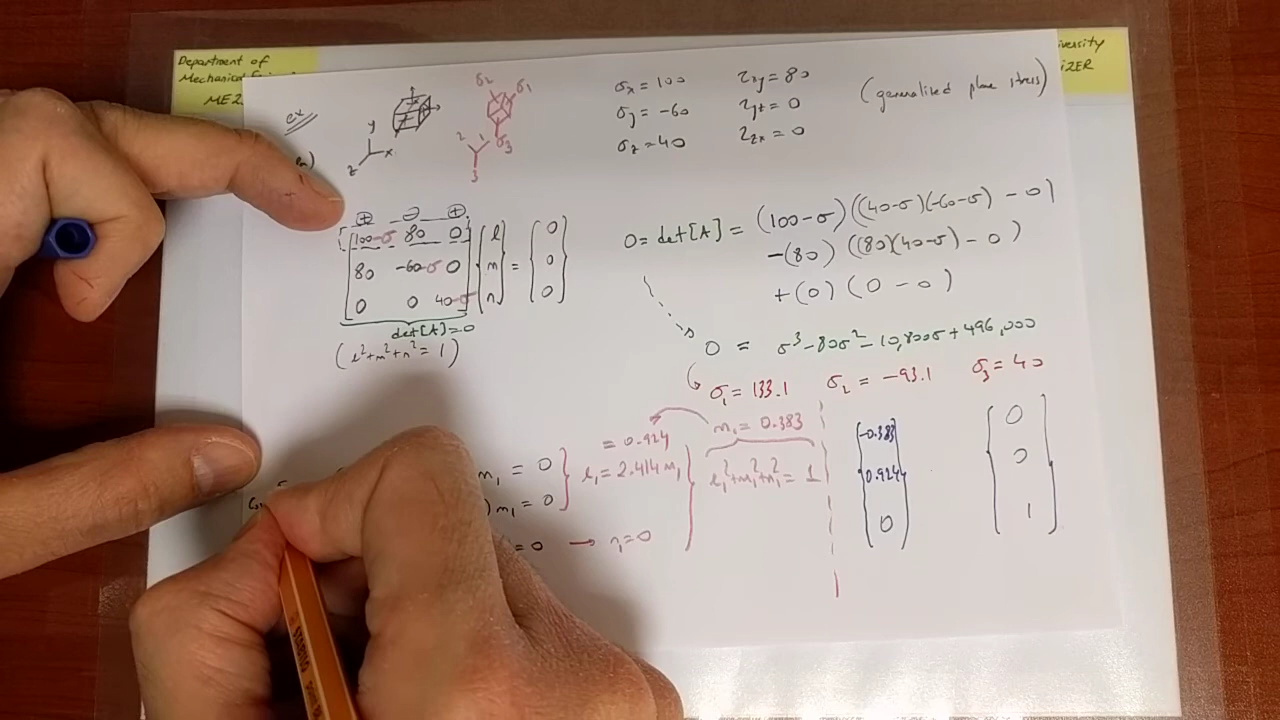 Department of
Mechanical
ME2
iversity
iZER
ex
σx = 100 τxy = 80 (generalized plane stress)
σy = -60 τyz = 0
σz = 40 τzx = 0
y
x
z
σ2 σ1
σ3
2 1
3
⊕ ⊖ ⊕
[100-σ 80 0] {l} = {0}
[80 -60-σ 0] {m} = {0}
[0 0 40-σ] {n} = {0}
det[A]=0
(l²+m²+n² = 1)
0 = det[A] = (100-σ)((40-σ)(-60-σ) - 0)
-(80) ((80)(40-σ) - 0)
+(0) (0 - 0)
0 = σ³-80σ²-10,800σ+496,000
σ1 = 133.1 σ2 = -93.1 σ3 = 40
m1 = 0.383
= 0.924
m1 = 0 l1 = 2.414 m1 l1²+m1²+n1² = 1
) m1 = 0
= 0 → n1 = 0
{-0.383}
{0.924}
{0}
{0}
{0}
{1}